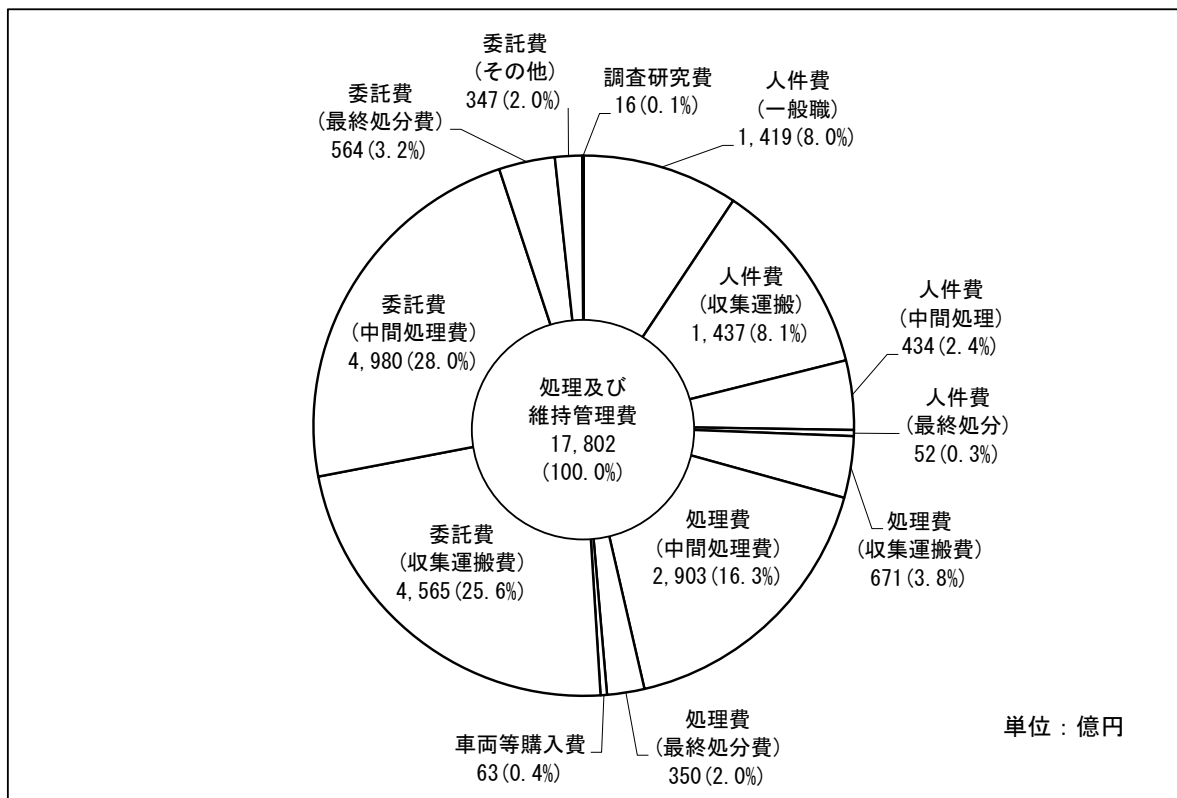 委託費
(その他)
347(2.0%)
調査研究費
16(0.1%)
人件費
(一般職)
1,419(8.0%)
委託費
(最終処分費)
564(3.2%)
人件費
(収集運搬)
1,437(8.1%)
人件費
(中間処理)
434(2.4%)
人件費
(最終処分)
52(0.3%)
処理費
(収集運搬費)
671(3.8%)
処理費
(中間処理費)
2,903(16.3%)
処理費
(最終処分費)
350(2.0%)
車両等購入費
63(0.4%)
委託費
(収集運搬費)
4,565(25.6%)
委託費
(中間処理費)
4,980(28.0%)
処理及び
維持管理費
17,802
(100.0%)
単位：億円